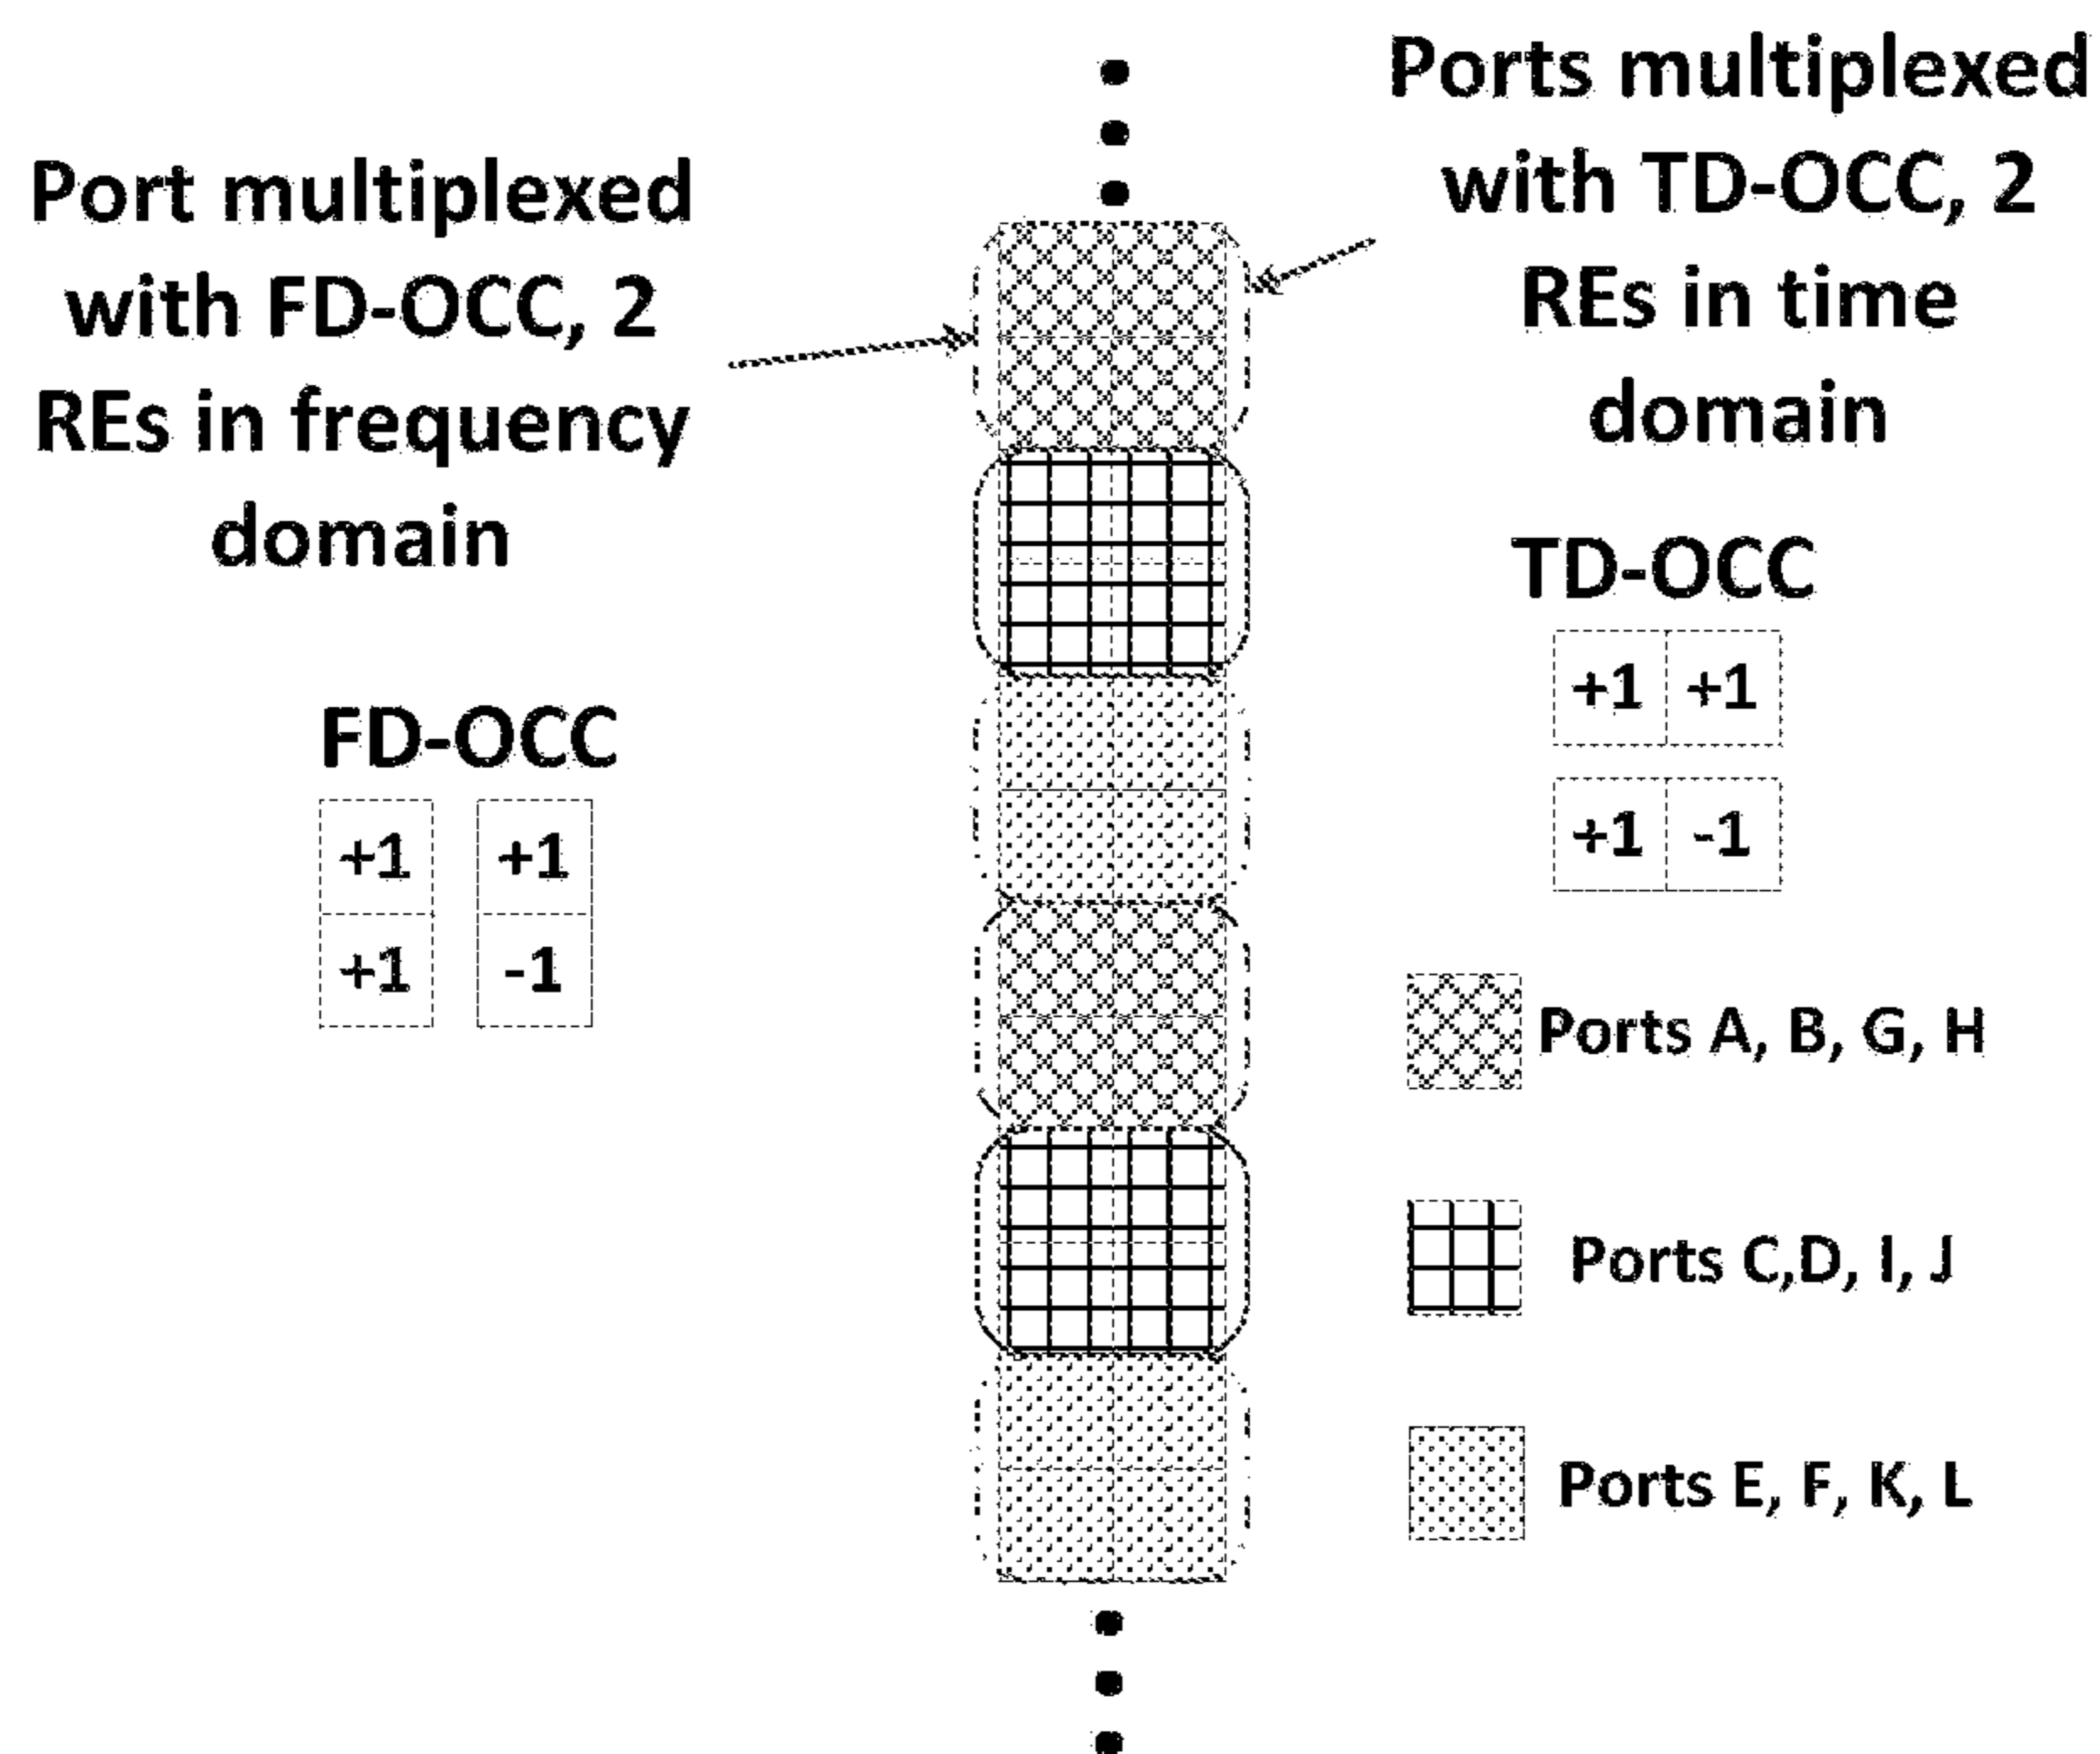 Port multiplexed
with FD-OCC, 2
REs in frequency
domain
FD-OCC
+1 +1
+1 -1
Ports multiplexed
with TD-OCC, 2
REs in time
domain
TD-OCC
+1 +1
+1 -1
Ports A, B, G, H
Ports C,D, I, J
Ports E, F, K, L